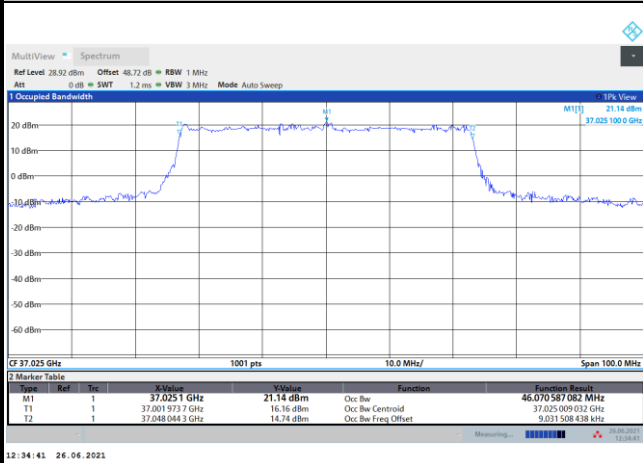 MultiView Spectrum
Ref Level 28.92 dBm Offset 48.72 dB RBW 1 MHz
Att 0 dB SWT 1.2 ms VBW 3 MHz Mode Auto Sweep
1 Occupied Bandwidth 1Pk View
M1[1] 21.14 dBm
37.025 100 0 GHz
M1
T1
T2
20 dBm
10 dBm
0 dBm
-10 dBm
-20 dBm
-30 dBm
-40 dBm
-50 dBm
-60 dBm
CF 37.025 GHz 1001 pts 10.0 MHz/ Span 100.0 MHz
2 Marker Table
Type Ref Trc X-Value Y-Value Function Function Result
M1 1 37.025 1 GHz 21.14 dBm Occ Bw 46.070 587 082 MHz
T1 1 37.001 973 7 GHz 16.16 dBm Occ Bw Centroid 37.025 009 032 GHz
T2 1 37.048 044 3 GHz 14.74 dBm Occ Bw Freq Offset 9.031 508 438 kHz
Measuring... 26.06.2021
12:34:41
12:34:41 26.06.2021